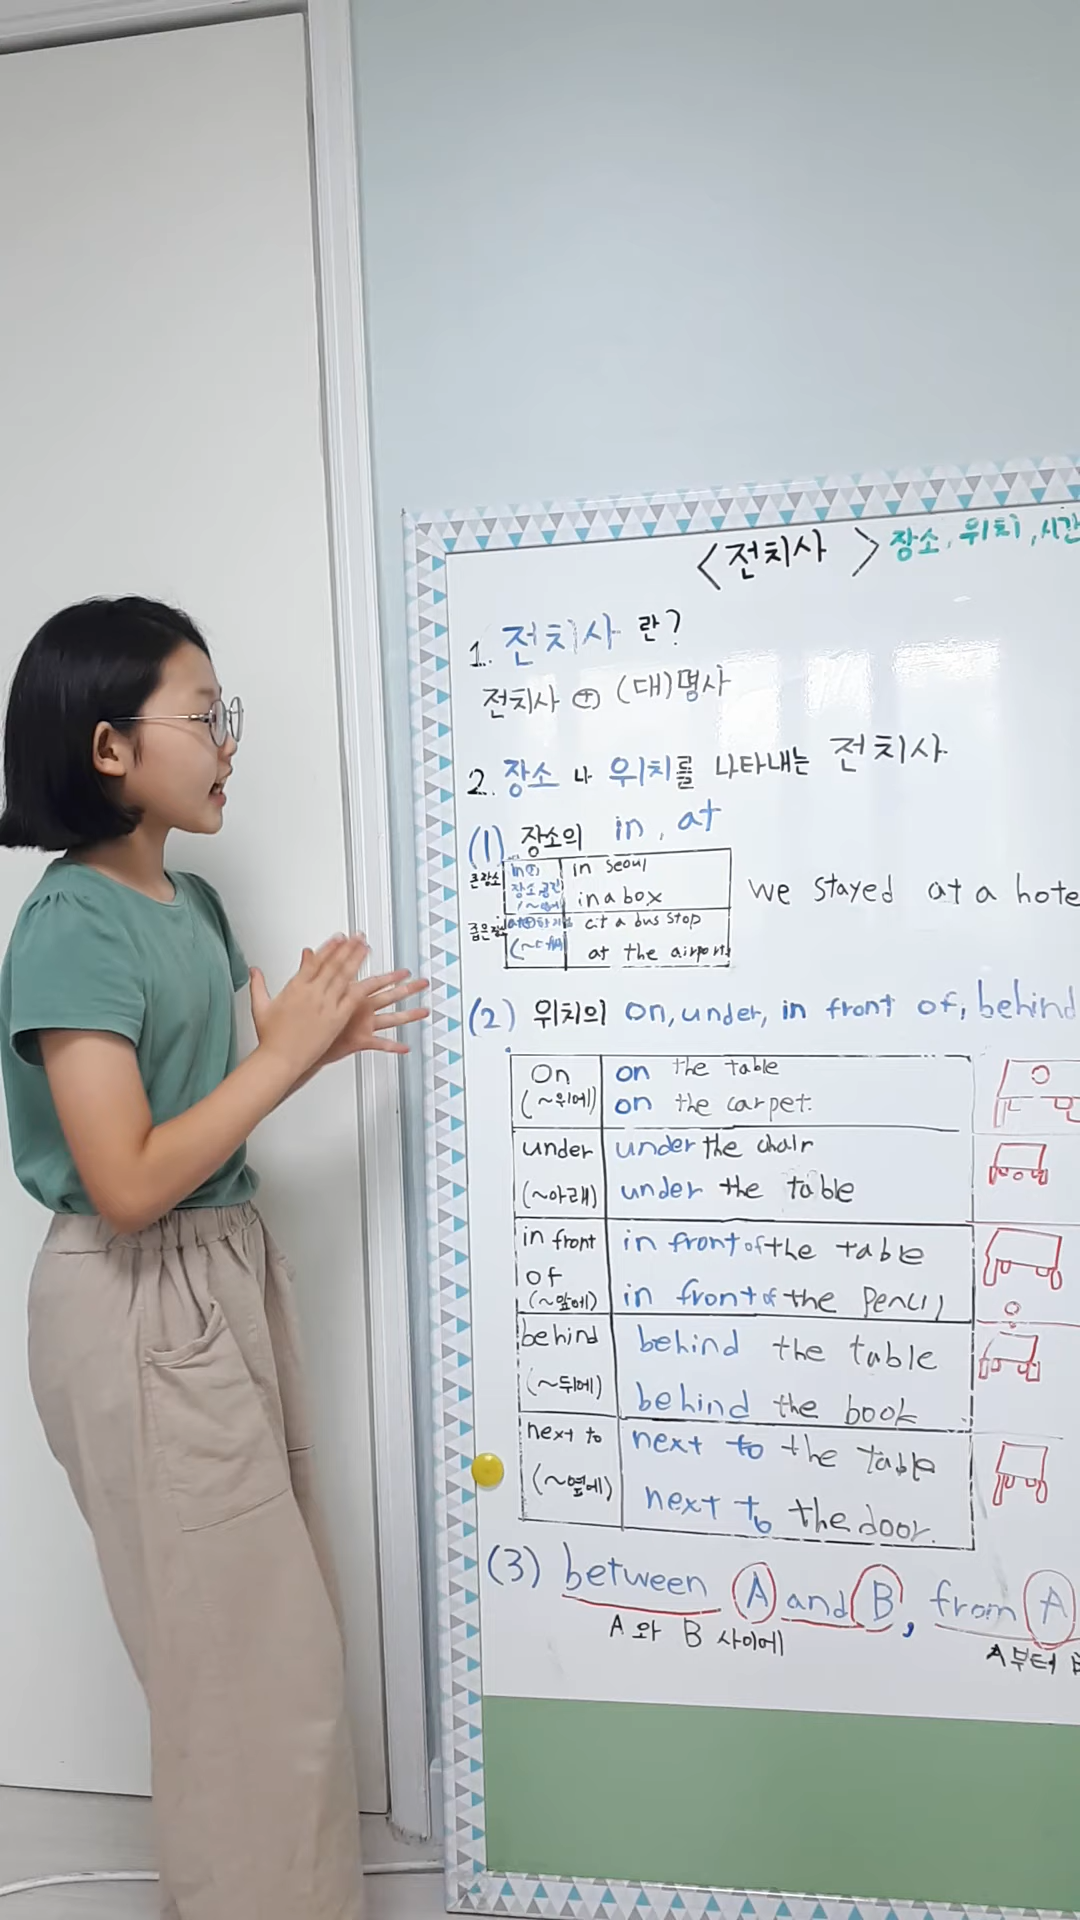 <전치사> 장소, 위치, 시간
1. 전치사 란?
전치사 ⊕ (대)명사
2. 장소 나 위치를 나타내는 전치사
(1) 장소의 in, at
큰장소 in⊕ 장소 공간 in seoul
in a box
좁은 at⊕한 지점 at a bus stop
at the airport
we stayed at a hote
(2) 위치의 on, under, in front of, behind
On (~위에) on the table
on the carpet.
under (~아래) under the chair
under the table
in front of (~앞에) in front of the table
in front of the pencil
behind (~뒤에) behind the table
behind the book
next to (~옆에) next to the table
next to the door.
(3) between A and B, from A
A 와 B 사이에 A부터